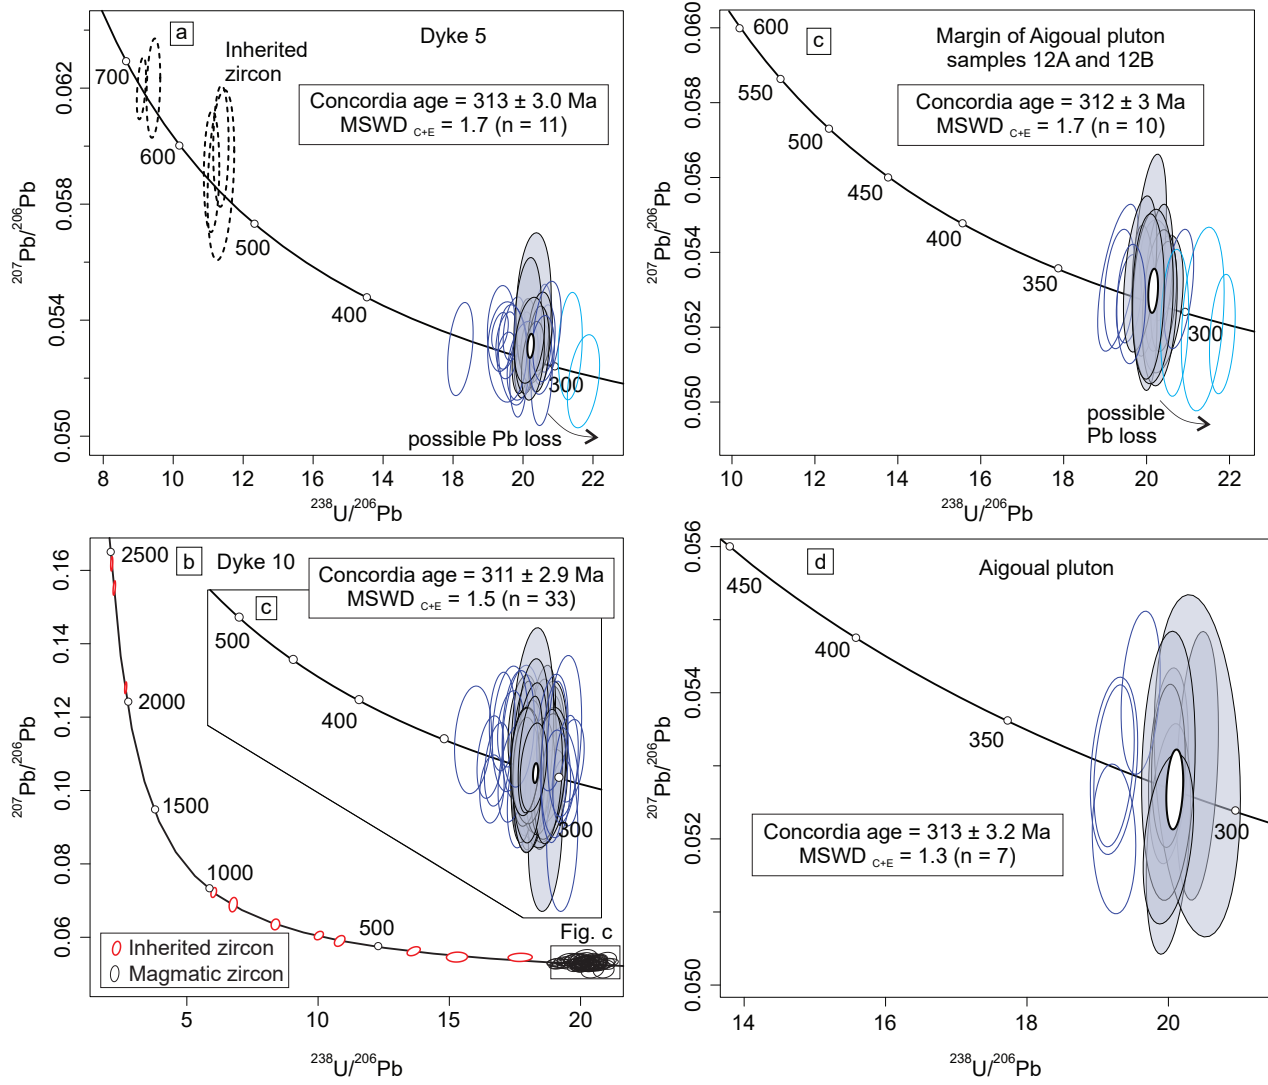 a
Dyke 5
Inherited
zircon
Concordia age = 313 ± 3.0 Ma
MSWD C+E = 1.7 (n = 11)
700
600
500
400
300
possible Pb loss
0.062
0.058
0.054
0.050
207Pb/206Pb
8
10
12
14
16
18
20
22
238U/206Pb
c
Margin of Aigoual pluton
samples 12A and 12B
Concordia age = 312 ± 3 Ma
MSWD C+E = 1.7 (n = 10)
600
550
500
450
400
350
300
possible
Pb loss
0.060
0.058
0.056
0.054
0.052
0.050
207Pb/206Pb
10
12
14
16
18
20
22
238U/206Pb
b
Dyke 10
Concordia age = 311 ± 2.9 Ma
MSWD C+E = 1.5 (n = 33)
c
500
400
300
2500
2000
1500
1000
500
Fig. c
Inherited zircon
Magmatic zircon
0.16
0.14
0.12
0.10
0.08
0.06
207Pb/206Pb
5
10
15
20
238U/206Pb
d
Aigoual pluton
450
400
350
300
Concordia age = 313 ± 3.2 Ma
MSWD C+E = 1.3 (n = 7)
0.056
0.054
0.052
0.050
207Pb/206Pb
14
16
18
20
238U/206Pb